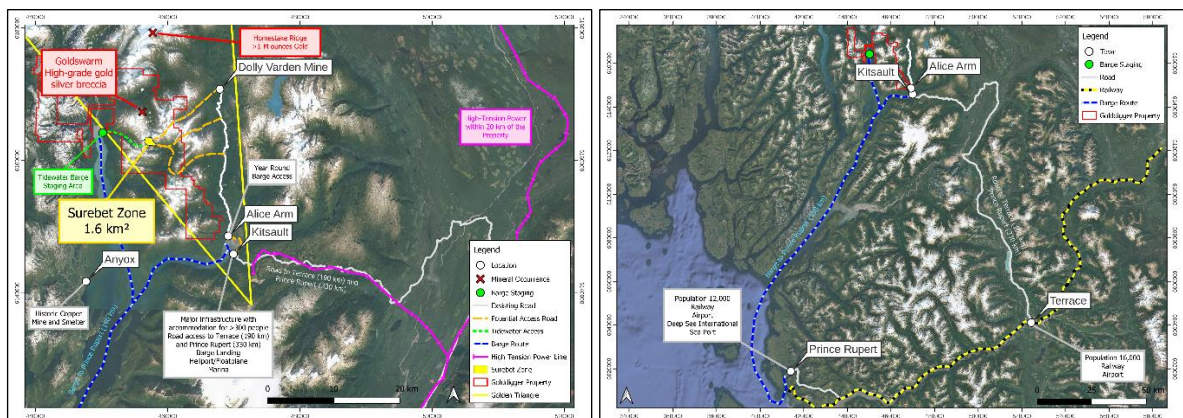 Homestake Ridge
>1 M ounces Gold
Goldswarm
High-grade gold
silver breccia
Dolly Varden Mine
High-Tension Power
within 20 km of the
Property
Tidewater Barge
Staging Area
Year Round
Barge Access
Surebet Zone
1.6 km²
Alice Arm
Kitsault
Anyox
Historic Copper
Mine and Smelter
Road to Terrace (190 km) and
Prince Rupert (330 km)
Major Infrastructure with
accommodation for >300 people
Road access to Terrace (190 km)
and Prince Rupert (330 km)
Barge Landing
Heliport/Floatplane
Marina
Legend
Location
Mineral Occurrence
Barge Staging
Existing Road
Potential Access Road
Tidewater Access
Barge Route
High Tension Power Line
Surebet Zone
Golddigger Property
Golden Triangle
0 10 20 km
Kitsault
Alice Arm
Legend
Town
Barge Staging
Road
Railway
Barge Route
Golddigger Property
Population 12,000
Railway
Airport
Deep Sea International
Sea Port
Prince Rupert
Terrace
Population 16,000
Railway
Airport
0 25 50 km